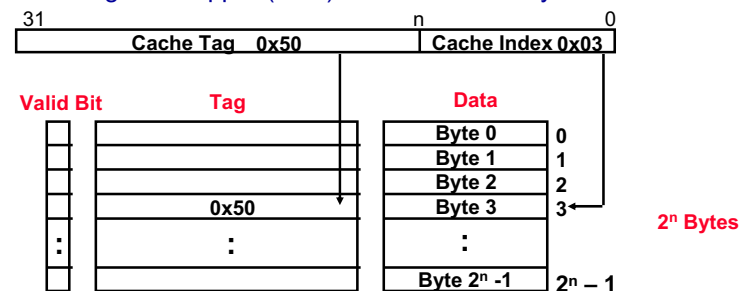 31 n 0
Cache Tag 0x50 Cache Index 0x03
Valid Bit Tag Data
Byte 0 0
Byte 1 1
Byte 2 2
0x50 Byte 3 3
2ⁿ Bytes
: : :
Byte 2ⁿ -1 2ⁿ – 1